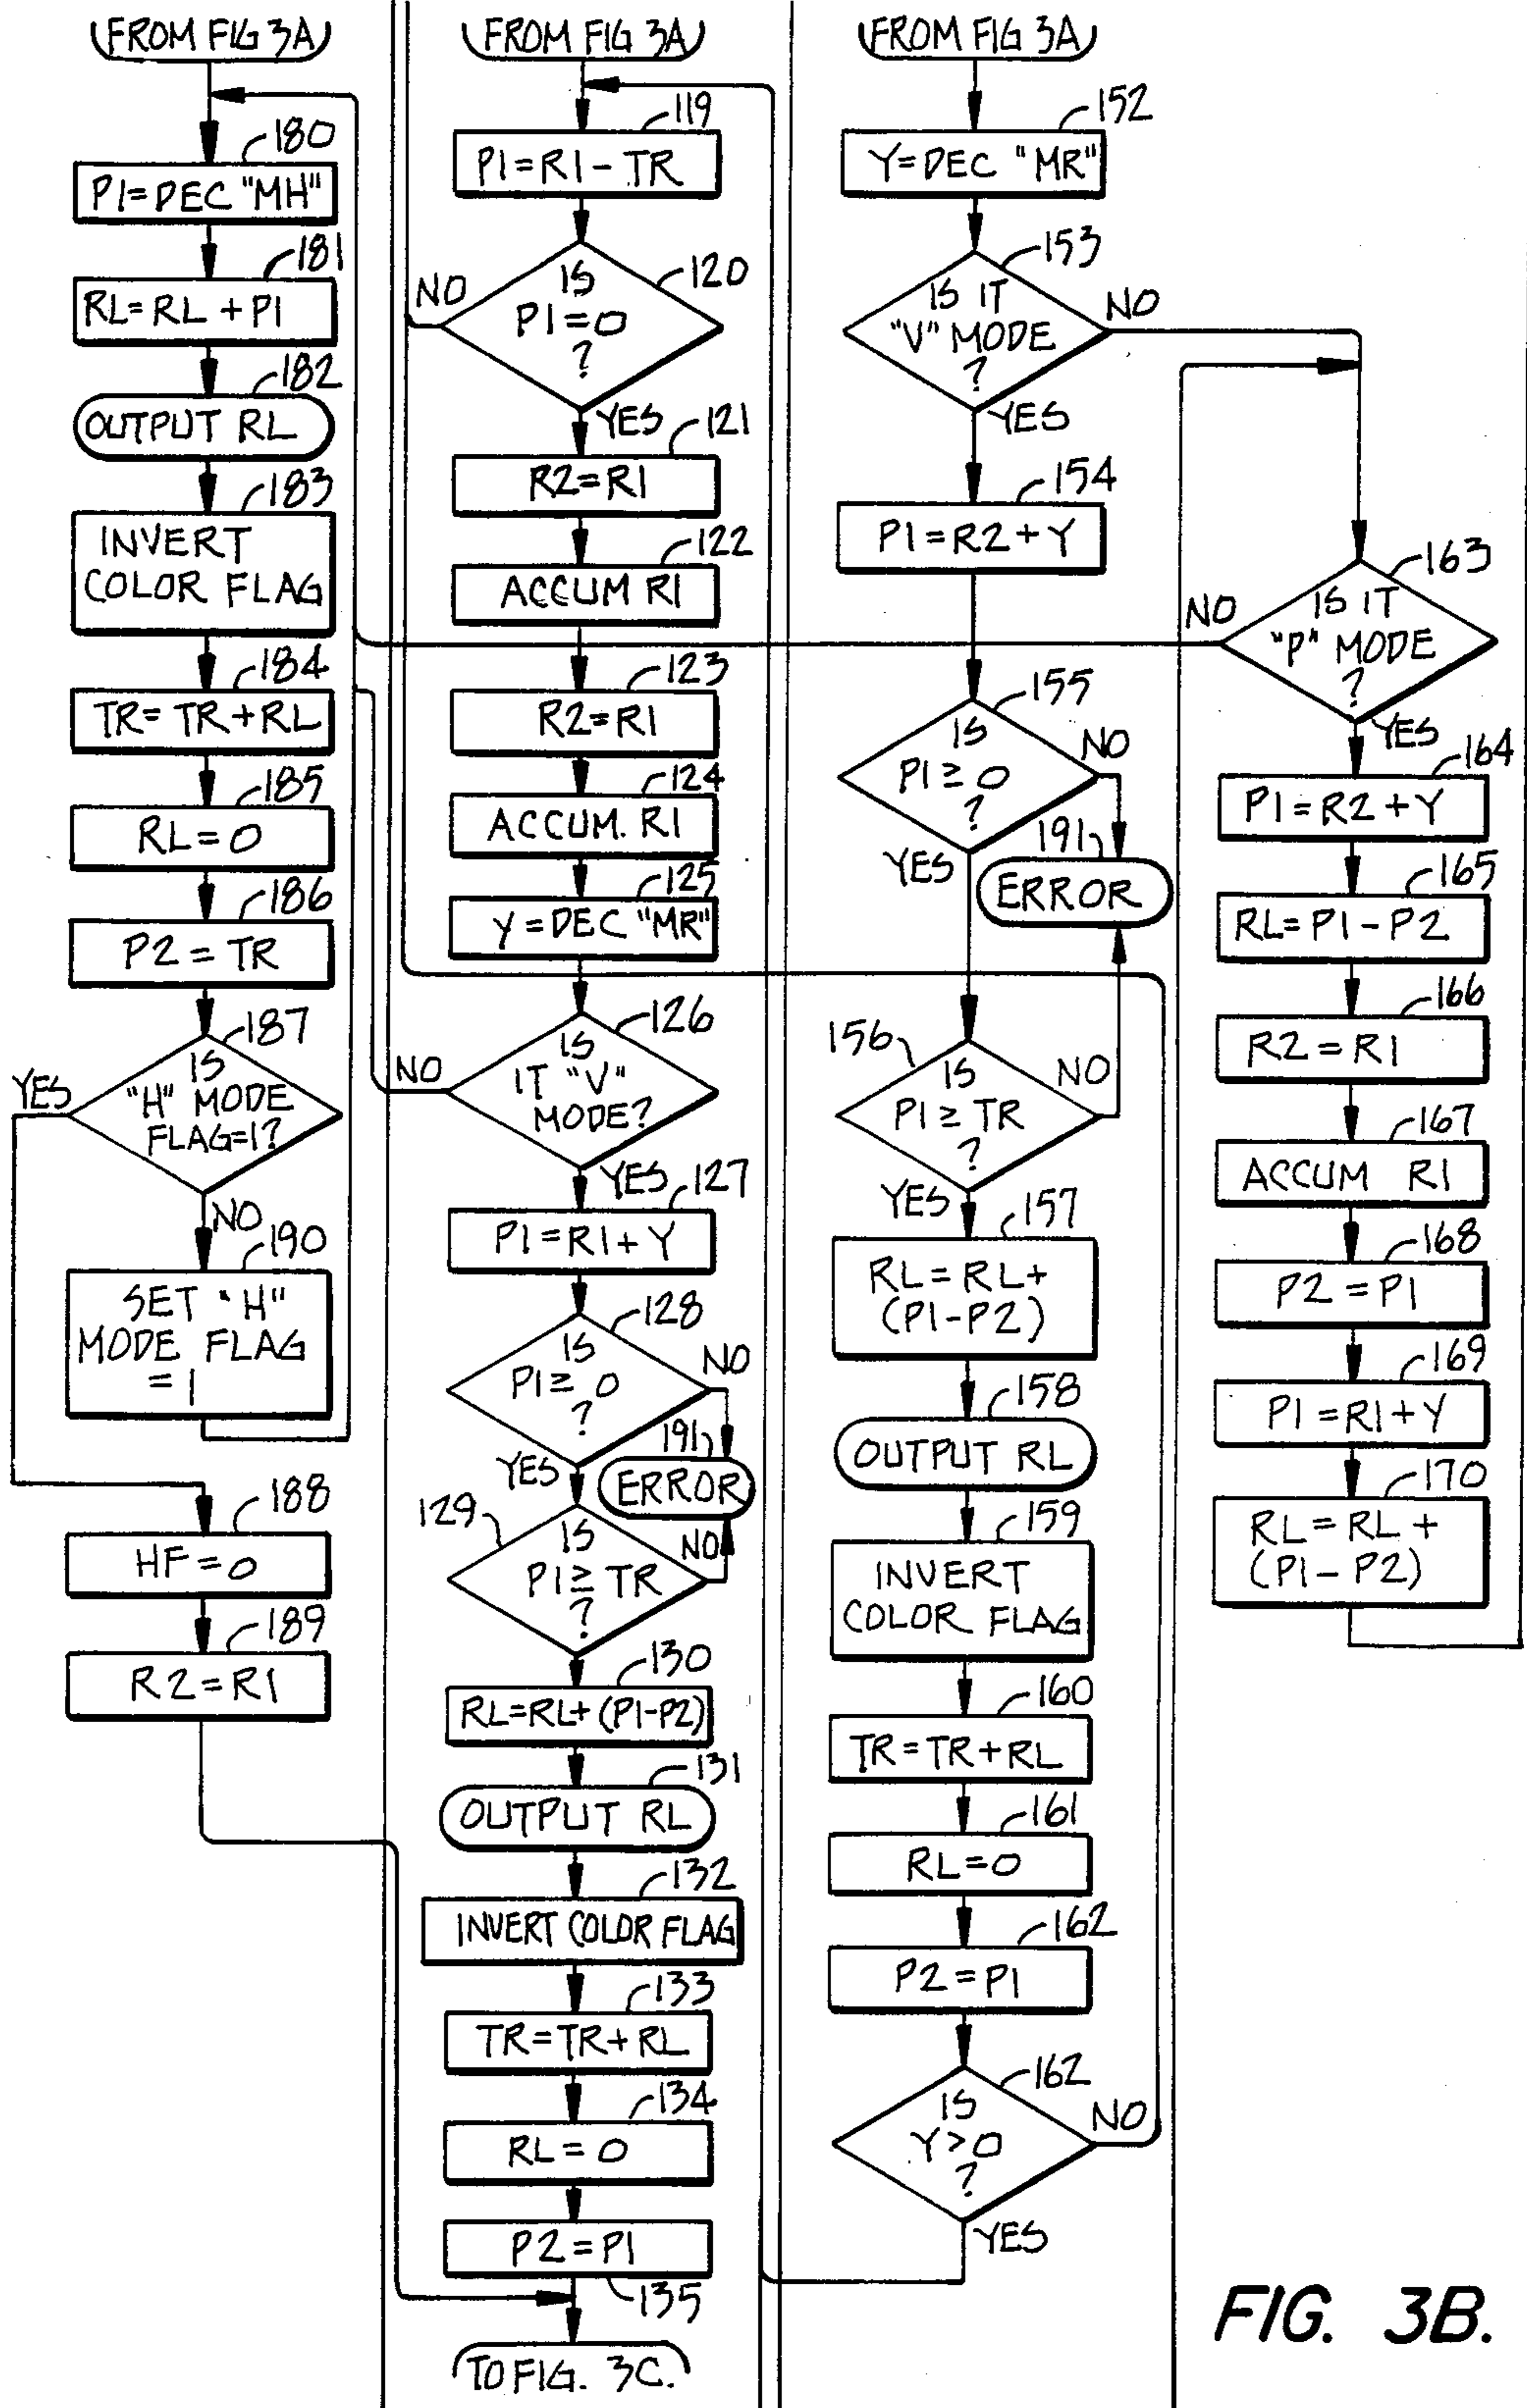 FROM FIG 3A
180
P1=DEC "MH"
181
RL=RL+P1
182
OUTPUT RL
183
INVERT
COLOR FLAG
184
TR=TR+RL
185
RL=0
186
P2=TR
187
IS
"H" MODE
FLAG=1?
YES
NO
190
SET "H"
MODE FLAG
=1
188
HF=0
189
R2=R1
FROM FIG 3A
119
P1=R1-TR
120
IS
P1=0
?
NO
YES
121
R2=R1
122
ACCUM R1
123
R2=R1
124
ACCUM. R1
125
Y=DEC "MR"
126
IS
IT "V"
MODE?
NO
YES
127
P1=R1+Y
128
IS
P1≥0
?
NO
YES
191
ERROR
129
IS
P1≥TR
?
NO
130
RL=RL+(P1-P2)
131
OUTPUT RL
132
INVERT COLOR FLAG
133
TR=TR+RL
134
RL=0
P2=P1
135
TO FIG. 3C.
FROM FIG 3A
152
Y=DEC "MR"
153
IS IT
"V" MODE
?
NO
YES
154
P1=R2+Y
155
IS
P1≥0
?
NO
YES
191
ERROR
156
IS
P1≥TR
?
NO
YES
157
RL=RL+
(P1-P2)
158
OUTPUT RL
159
INVERT
COLOR FLAG
160
TR=TR+RL
161
RL=0
162
P2=P1
162
IS
Y>0
?
NO
YES
163
IS IT
"P" MODE
?
NO
YES
164
P1=R2+Y
165
RL=P1-P2
166
R2=R1
167
ACCUM R1
168
P2=P1
169
P1=R1+Y
170
RL=RL+
(P1-P2)
FIG. 3B.